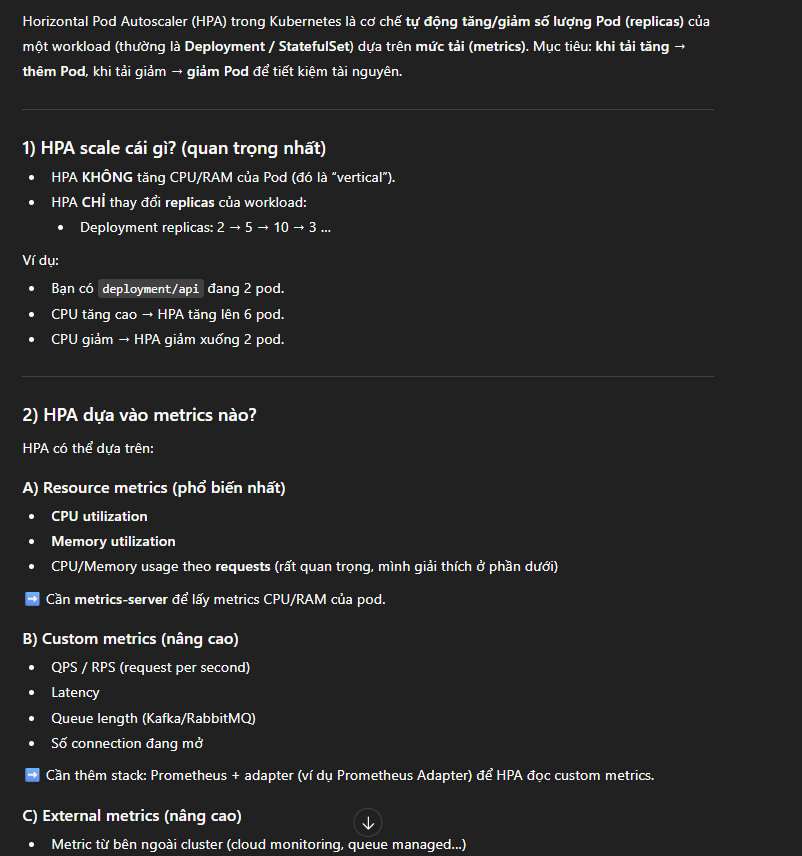 Horizontal Pod Autoscaler (HPA) trong Kubernetes là cơ chế tự động tăng/giảm số lượng Pod (replicas) của
một workload (thường là Deployment / StatefulSet) dựa trên mức tải (metrics). Mục tiêu: khi tải tăng →
thêm Pod, khi tải giảm → giảm Pod để tiết kiệm tài nguyên.
1) HPA scale cái gì? (quan trọng nhất)
• HPA KHÔNG tăng CPU/RAM của Pod (đó là “vertical”).
• HPA CHỈ thay đổi replicas của workload:
• Deployment replicas: 2 → 5 → 10 → 3 ...
Ví dụ:
• Bạn có deployment/api đang 2 pod.
• CPU tăng cao → HPA tăng lên 6 pod.
• CPU giảm → HPA giảm xuống 2 pod.
2) HPA dựa vào metrics nào?
HPA có thể dựa trên:
A) Resource metrics (phổ biến nhất)
• CPU utilization
• Memory utilization
• CPU/Memory usage theo requests (rất quan trọng, mình giải thích ở phần dưới)
➡ Cần metrics-server để lấy metrics CPU/RAM của pod.
B) Custom metrics (nâng cao)
• QPS / RPS (request per second)
• Latency
• Queue length (Kafka/RabbitMQ)
• Số connection đang mở
➡ Cần thêm stack: Prometheus + adapter (ví dụ Prometheus Adapter) để HPA đọc custom metrics.
C) External metrics (nâng cao)
• Metric từ bên ngoài cluster (cloud monitoring, queue managed...)